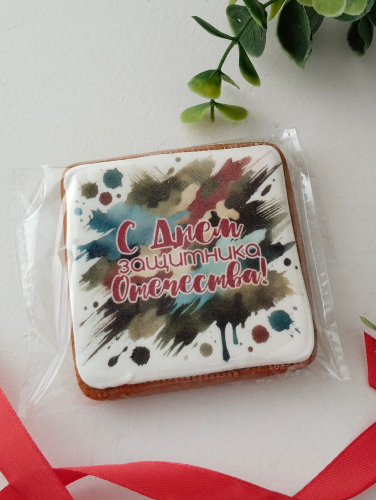 С Днем
защитника
Отечества!